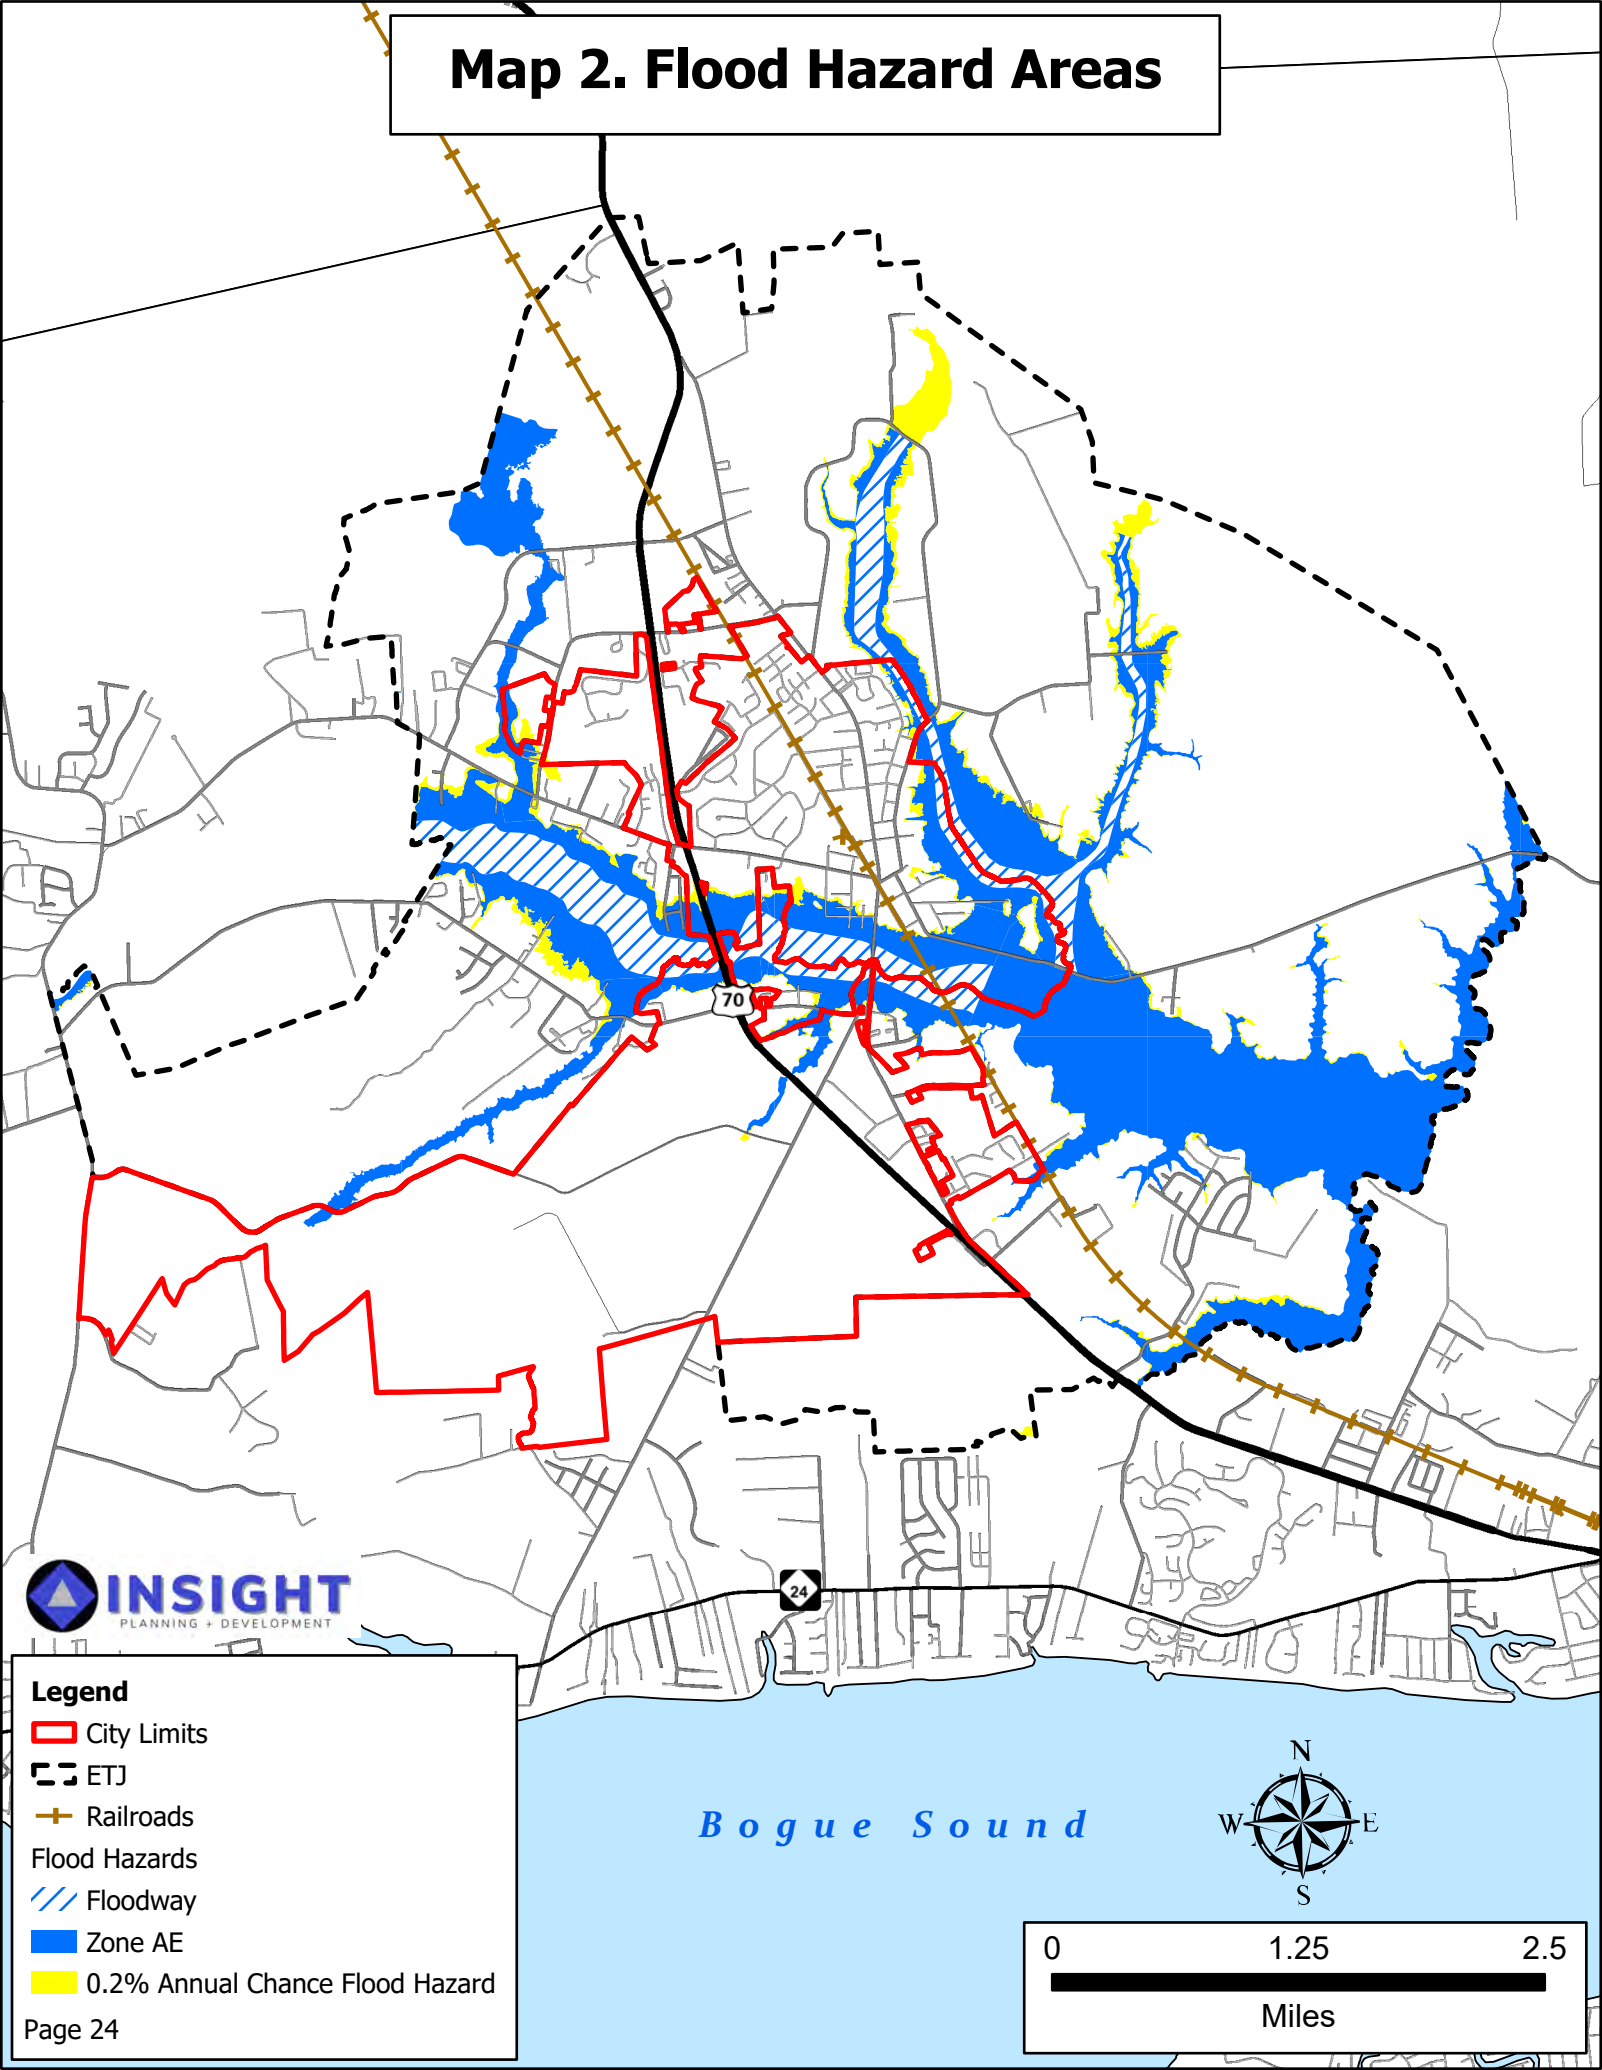 Map 2. Flood Hazard Areas
70
24
INSIGHT
PLANNING + DEVELOPMENT
Legend
City Limits
ETJ
Railroads
Flood Hazards
Floodway
Zone AE
0.2% Annual Chance Flood Hazard
Page 24
Bogue Sound
N
W
E
S
0 1.25 2.5
Miles